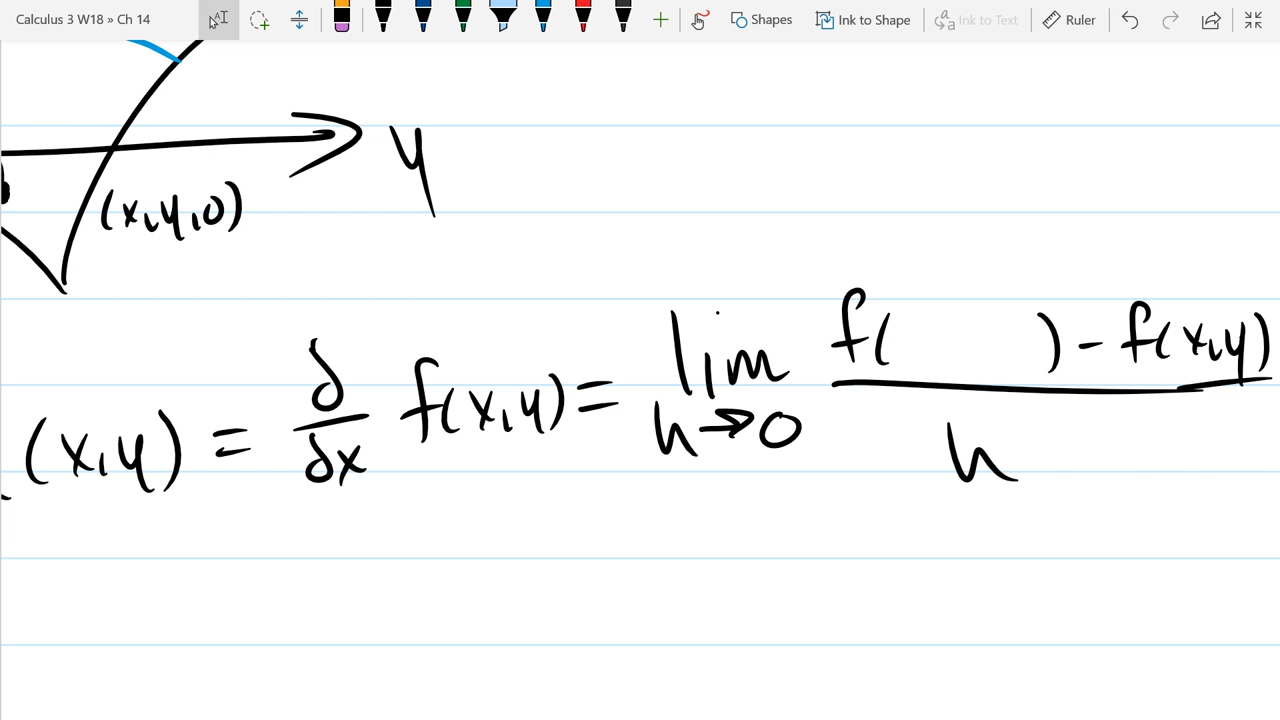 Calculus 3 W18 » Ch 14
Shapes
Ink to Shape
Ink to Text
Ruler
y
(x,y,0)
(x,y) = ∂/∂x f(x,y) = lim h→0 f( ) - f(x,y) / h